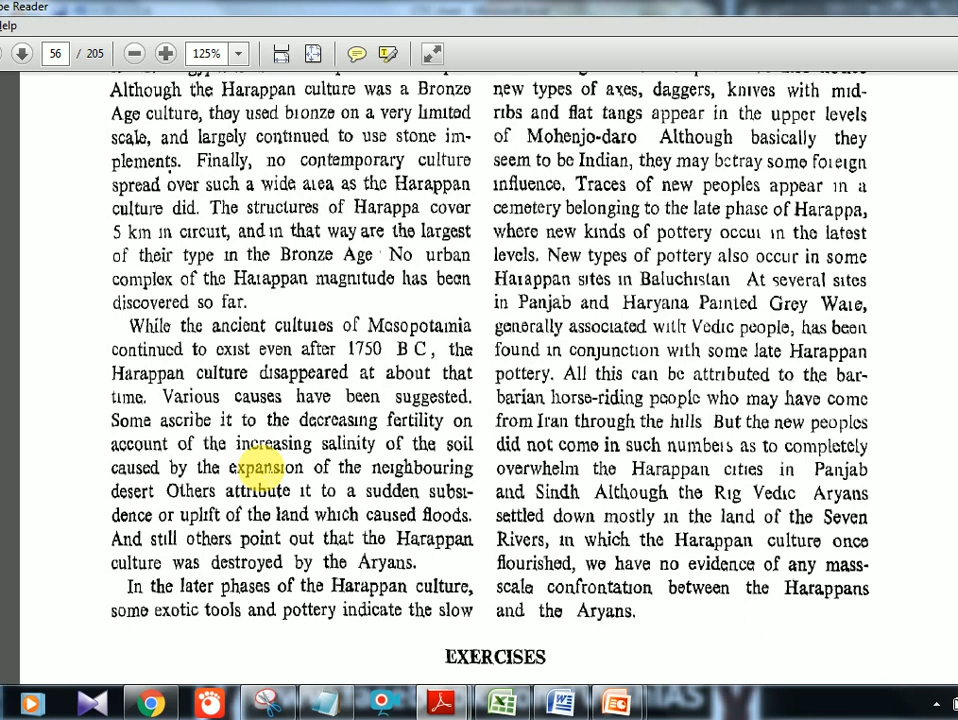 be Reader
Help
56 / 205 125%
Although the Harappan culture was a Bronze
Age culture, they used bronze on a very limited
scale, and largely continued to use stone im-
plements. Finally, no contemporary culture
spread over such a wide area as the Harappan
culture did. The structures of Harappa cover
5 km in circuit, and in that way are the largest
of their type in the Bronze Age No urban
complex of the Harappan magnitude has been
discovered so far.
While the ancient cultures of Mesopotamia
continued to exist even after 1750 B C, the
Harappan culture disappeared at about that
time. Various causes have been suggested.
Some ascribe it to the decreasing fertility on
account of the increasing salinity of the soil
caused by the expansion of the neighbouring
desert Others attribute it to a sudden subsi-
dence or uplift of the land which caused floods.
And still others point out that the Harappan
culture was destroyed by the Aryans.
In the later phases of the Harappan culture,
some exotic tools and pottery indicate the slow
new types of axes, daggers, knives with mid-
ribs and flat tangs appear in the upper levels
of Mohenjo-daro Although basically they
seem to be Indian, they may betray some foreign
influence. Traces of new peoples appear in a
cemetery belonging to the late phase of Harappa,
where new kinds of pottery occur in the latest
levels. New types of pottery also occur in some
Harappan sites in Baluchistan At several sites
in Panjab and Haryana Painted Grey Ware,
generally associated with Vedic people, has been
found in conjunction with some late Harappan
pottery. All this can be attributed to the bar-
barian horse-riding people who may have come
from Iran through the hills But the new peoples
did not come in such numbers as to completely
overwhelm the Harappan cities in Panjab
and Sindh Although the Rig Vedic Aryans
settled down mostly in the land of the Seven
Rivers, in which the Harappan culture once
flourished, we have no evidence of any mass-
scale confrontation between the Harappans
and the Aryans.
EXERCISES